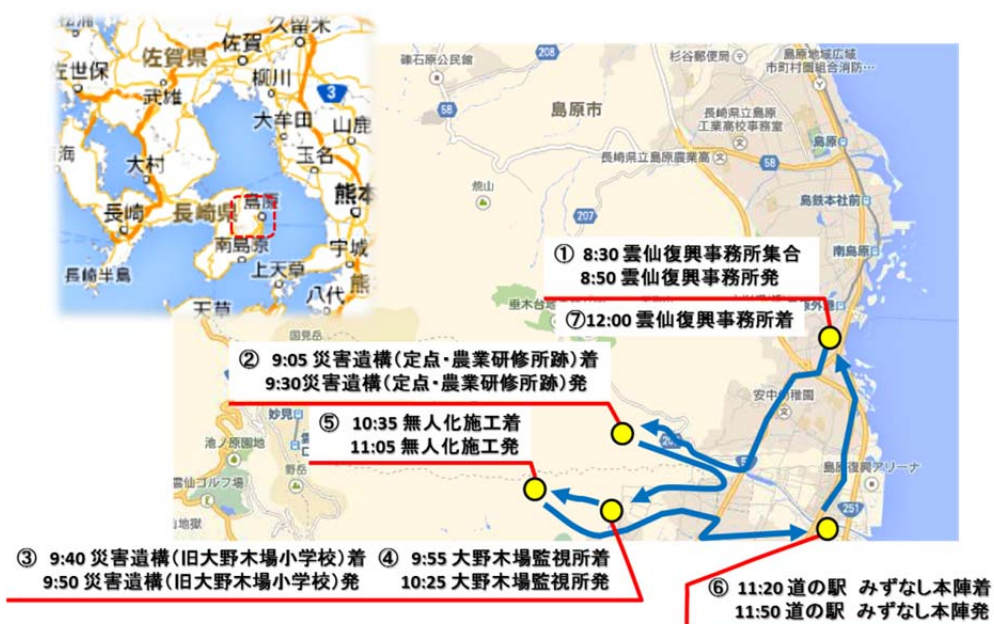 久留米
佐賀
佐賀県
佐世保
柳川
武雄
3
大牟田
山鹿
大村
玉名
長崎
長崎県
島原
熊本
南島原
宇城
長崎半島
上天草
天草
八代
礫石原公民館
208
58
島原市
杉谷郵便局
島原地域広域
市町村圏組合消防…
長崎県立島原
工業高校事務室
島原
長崎県立島原農業高
58
焼山
島鉄本社前
207
南島原
① 8:30 雲仙復興事務所集合
8:50 雲仙復興事務所発
垂木台地
⑦12:00 雲仙復興事務所着
国見岳
② 9:05 災害遺構(定点・農業研修所跡)着
9:30災害遺構(定点・農業研修所跡)発
安中
幼稚園
妙見
⑤ 10:35 無人化施工着
11:05 無人化施工発
池ノ原園地
野岳
57
島原復興アリーナ
雲仙ゴルフ場
251
地獄
③ 9:40 災害遺構(旧大野木場小学校)着
9:50 災害遺構(旧大野木場小学校)発
④ 9:55 大野木場監視所着
10:25 大野木場監視所発
⑥ 11:20 道の駅 みずなし本陣着
11:50 道の駅 みずなし本陣発